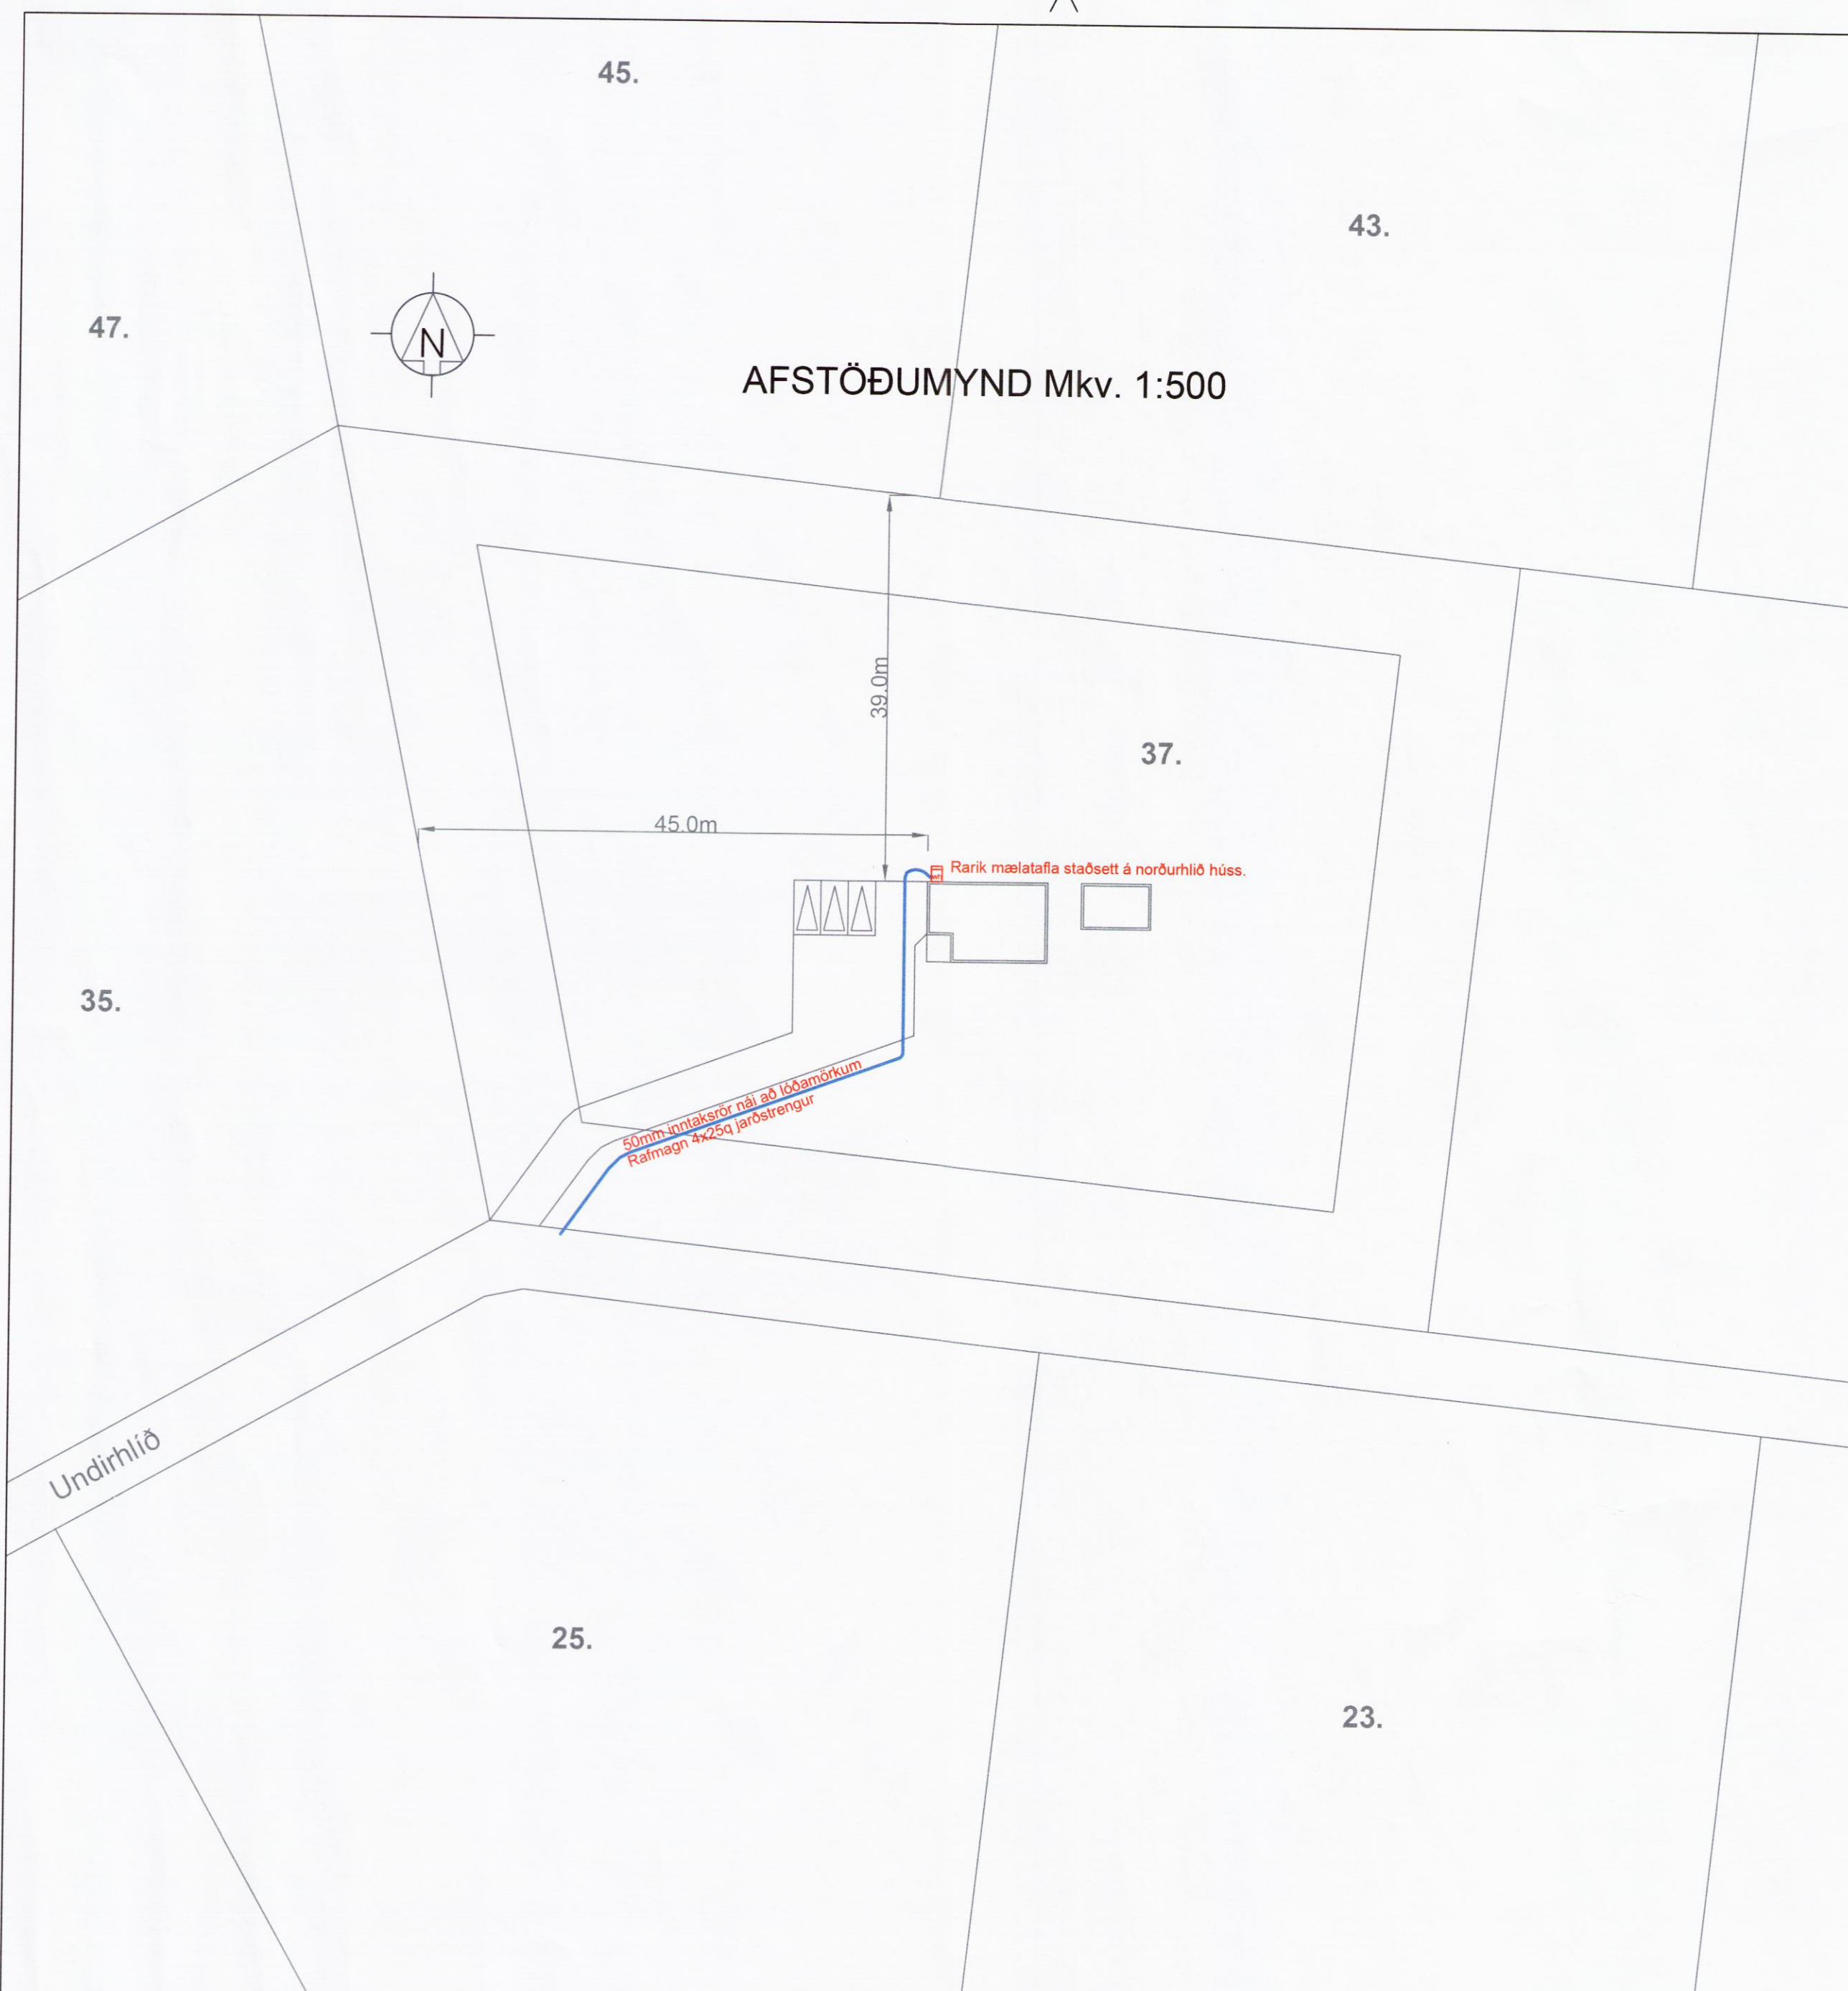 45.
43.
47.
N
AFSTÖÐUMYND Mkv. 1:500
39.0m
37.
45.0m
Rarik mælatafla staðsett á norðurhlið húss.
35.
50mm inntaksrör nái að lóðamörkum
Rafmagn 4x25q jarðstrengur
Undirhlíð
25.
23.